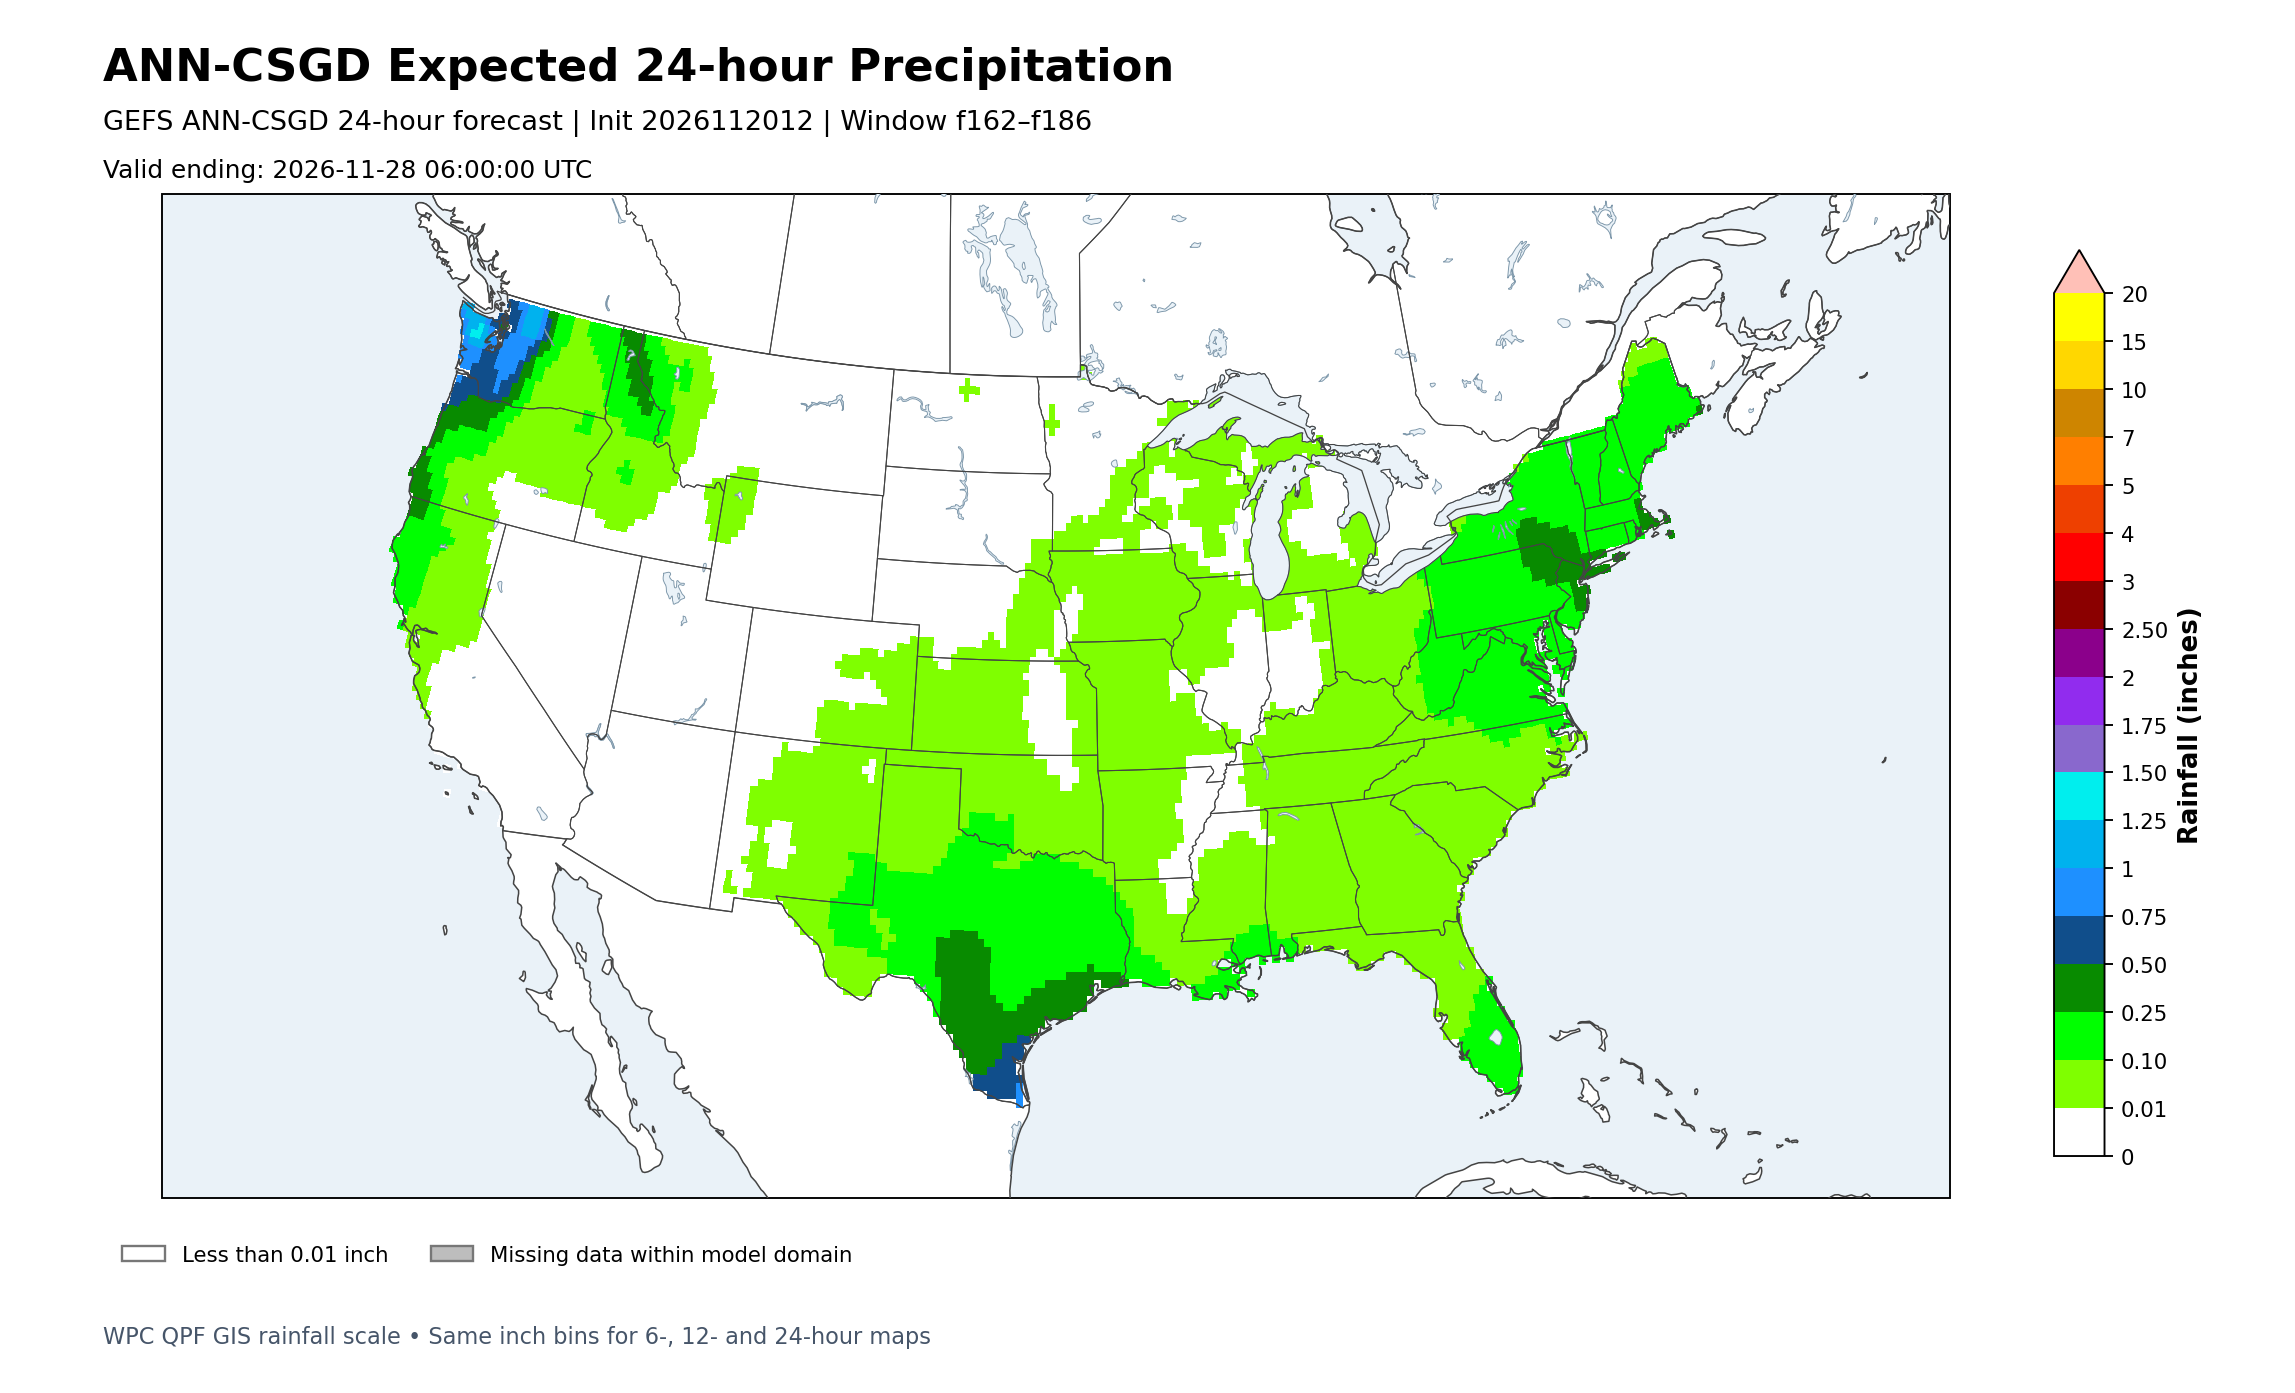 ANN-CSGD Expected 24-hour Precipitation
GEFS ANN-CSGD 24-hour forecast | Init 2026112012 | Window f162–f186
Valid ending: 2026-11-28 06:00:00 UTC
20
15
10
7
5
4
3
2.50
2
1.75
1.50
1.25
1
0.75
0.50
0.25
0.10
0.01
0
Rainfall (inches)
Less than 0.01 inch
Missing data within model domain
WPC QPF GIS rainfall scale • Same inch bins for 6-, 12- and 24-hour maps